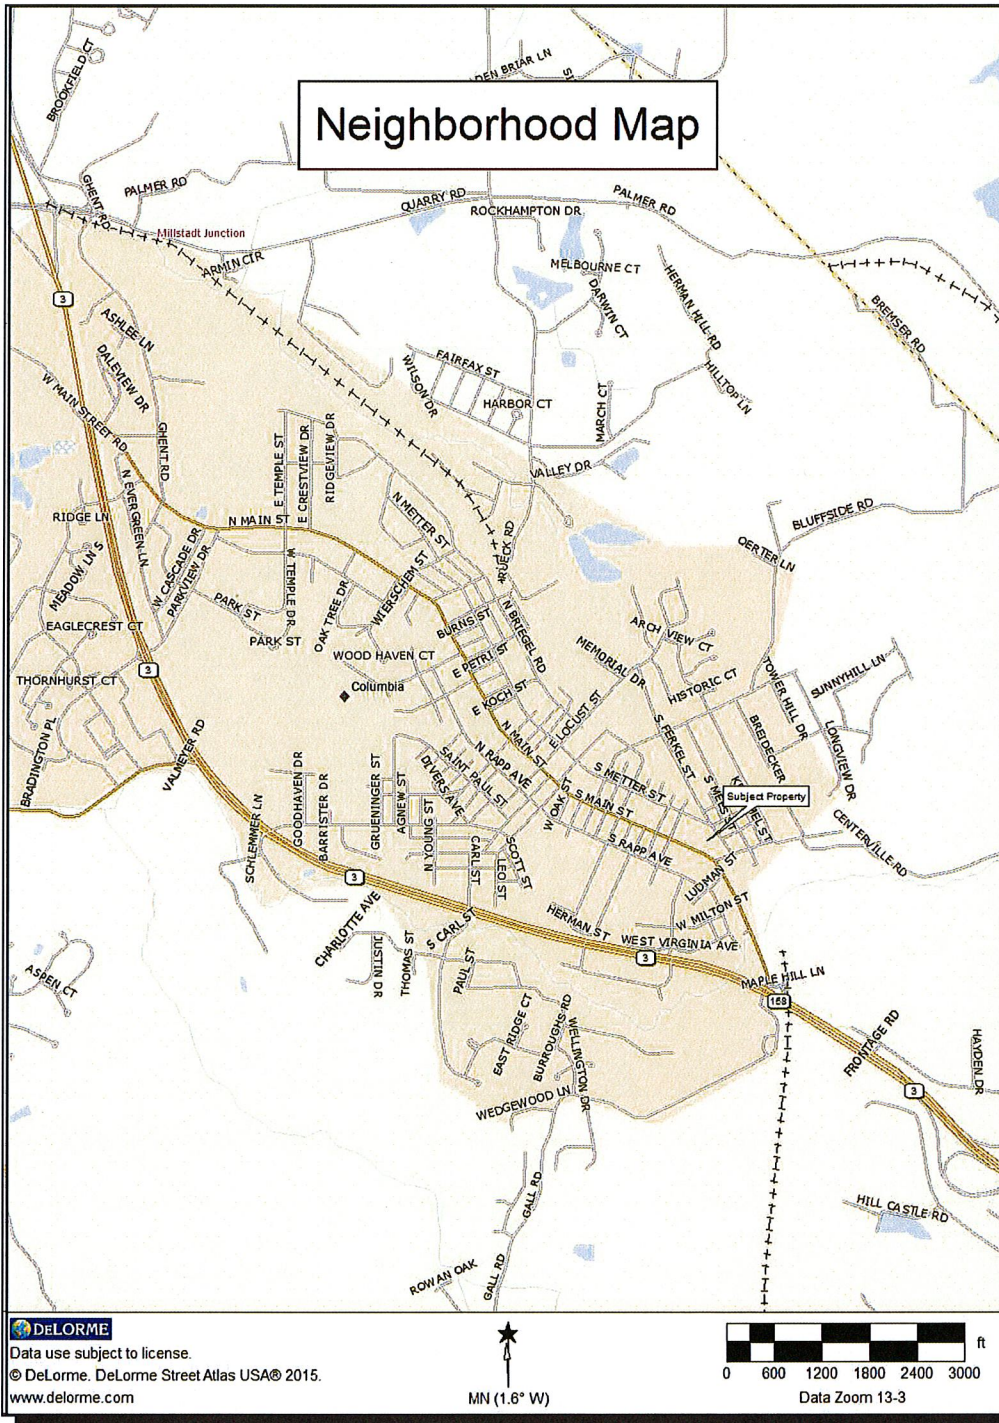 BROOKFIELD CT
DEN BRIAR LN
Neighborhood Map
GHENT RD
PALMER RD
QUARRY RD
PALMER RD
ROCKHAMPTON DR
Millstadt Junction
ARMIN CIR
MELBOURNE CT
DARWIN CT
HERMAN HILL RD
3
BREMSER RD
ASHLEE LN
DALEVIEW DR
FAIRFAX ST
WILSON DR
HILLTOP LN
HARBOR CT
MARCH CT
W MAIN STREET RD
GHENT RD
E TEMPLE ST
E CRESTVIEW DR
RIDGEVIEW DR
VALLEY DR
N EVERGREEN LN
N METTER ST
RIDGE LN
N MAIN ST
RUECK RD
BLUFFSIDE RD
OERTER LN
MEADOW LN S
W CASCADE DR
PARKVIEW DR
W TEMPLE DR
OAK TREE DR
WIERSCHEM ST
PARK ST
EAGLECREST CT
PARK ST
BURNS ST
N BRIEGEL RD
ARCH VIEW CT
WOOD HAVEN CT
E PETRI ST
MEMORIAL DR
3
THORNHURST CT
Columbia
E KOCH ST
HISTORIC CT
TOWER HILL DR
SUNNYHILL LN
E LOCUST ST
N MAIN ST
S FERKEL ST
BREIDECKER
LONGVIEW DR
BRADINGTON PL
VALMEYER RD
N RAPP AVE
SAINT PAUL ST
DIVERS AVE
GOODHAVEN DR
BARRISTER DR
GRUENINGER ST
AGNEW ST
N YOUNG ST
W OAK ST
S METTER ST
S MAIN ST
Subject Property
SCHLEMMER LN
CARL ST
SCOTT ST
LEO ST
S RAPP AVE
LUDMAN ST
CENTERVILLE RD
3
CHARLOTTE AVE
S CARL ST
HERMAN ST
W MILTON ST
WEST VIRGINIA AVE
3
JUSTIN DR
THOMAS ST
PAUL ST
MAPLE HILL LN
158
ASPEN CT
EAST RIDGE CT
BURROUGHS RD
WELLINGTON DR
FRONTAGE RD
HAYDEN DR
3
WEDGEWOOD LN
GALL RD
HILL CASTLE RD
GALL RD
ROWAN OAK
DELORME
Data use subject to license.
© DeLorme. DeLorme Street Atlas USA® 2015.
www.delorme.com
MN (1.6° W)
ft
0 600 1200 1800 2400 3000
Data Zoom 13-3